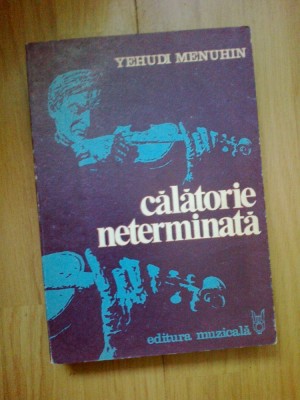 YEHUDI MENUHIN
călătorie
neterminată
editura muzicală